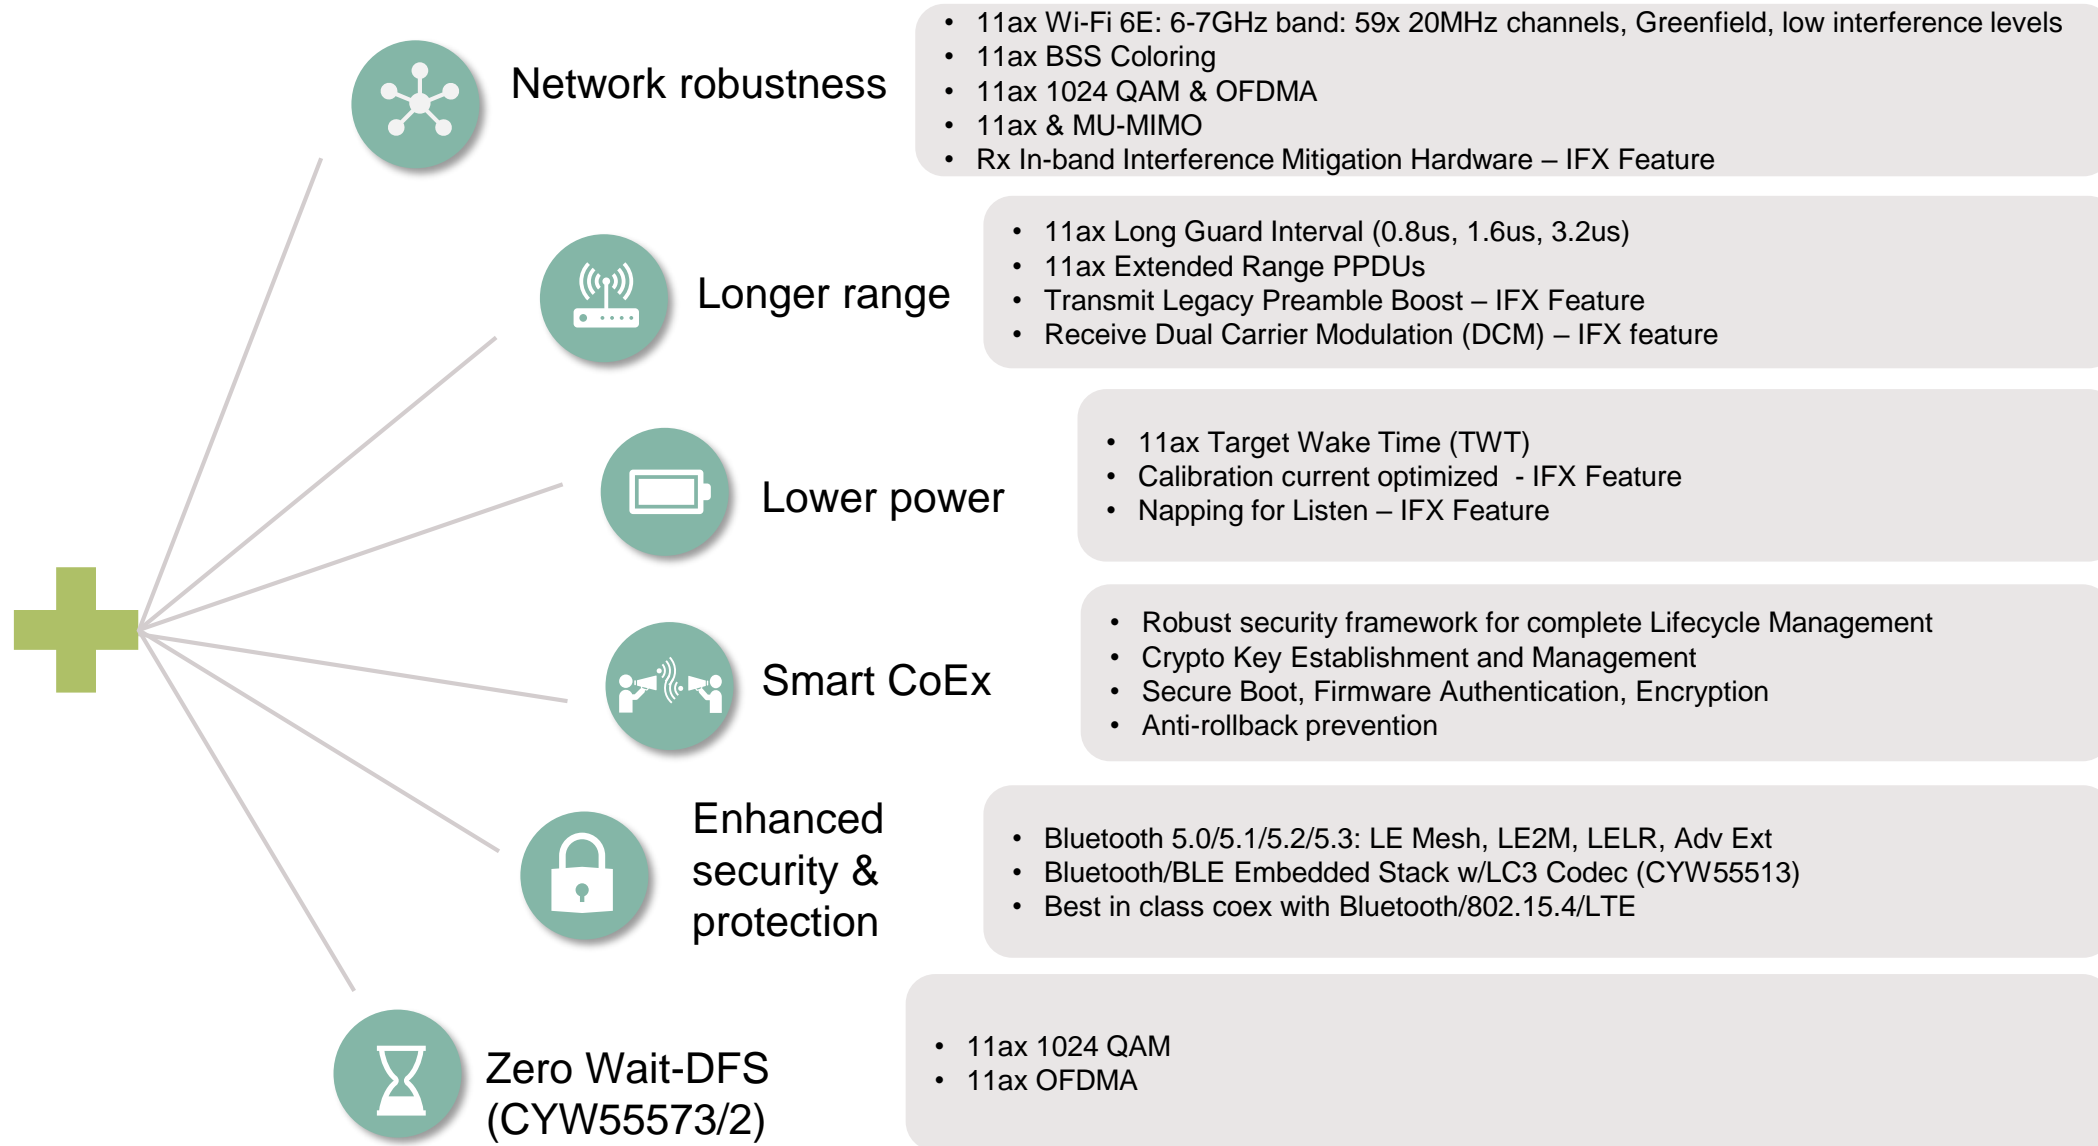 Network robustness
• 11ax Wi-Fi 6E: 6-7GHz band: 59x 20MHz channels, Greenfield, low interference levels
• 11ax BSS Coloring
• 11ax 1024 QAM & OFDMA
• 11ax & MU-MIMO
• Rx In-band Interference Mitigation Hardware – IFX Feature
Longer range
• 11ax Long Guard Interval (0.8us, 1.6us, 3.2us)
• 11ax Extended Range PPDUs
• Transmit Legacy Preamble Boost – IFX Feature
• Receive Dual Carrier Modulation (DCM) – IFX feature
Lower power
• 11ax Target Wake Time (TWT)
• Calibration current optimized - IFX Feature
• Napping for Listen – IFX Feature
Smart CoEx
• Robust security framework for complete Lifecycle Management
• Crypto Key Establishment and Management
• Secure Boot, Firmware Authentication, Encryption
• Anti-rollback prevention
Enhanced
security &
protection
• Bluetooth 5.0/5.1/5.2/5.3: LE Mesh, LE2M, LELR, Adv Ext
• Bluetooth/BLE Embedded Stack w/LC3 Codec (CYW55513)
• Best in class coex with Bluetooth/802.15.4/LTE
Zero Wait-DFS
(CYW55573/2)
• 11ax 1024 QAM
• 11ax OFDMA